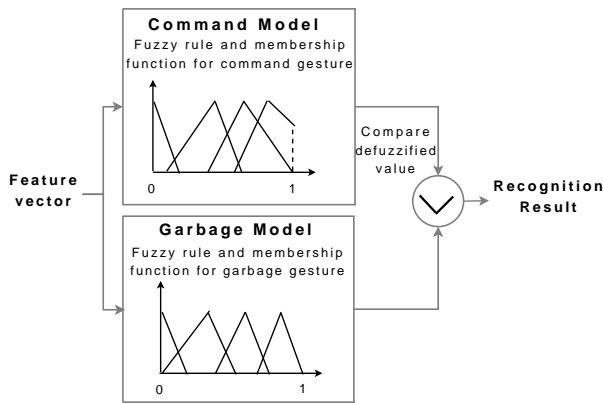 Command Model
Fuzzy rule and membership
function for command gesture
0
1
Feature
vector
Compare
defuzzified
value
Recognition
Result
Garbage Model
Fuzzy rule and membership
function for garbage gesture
0
1